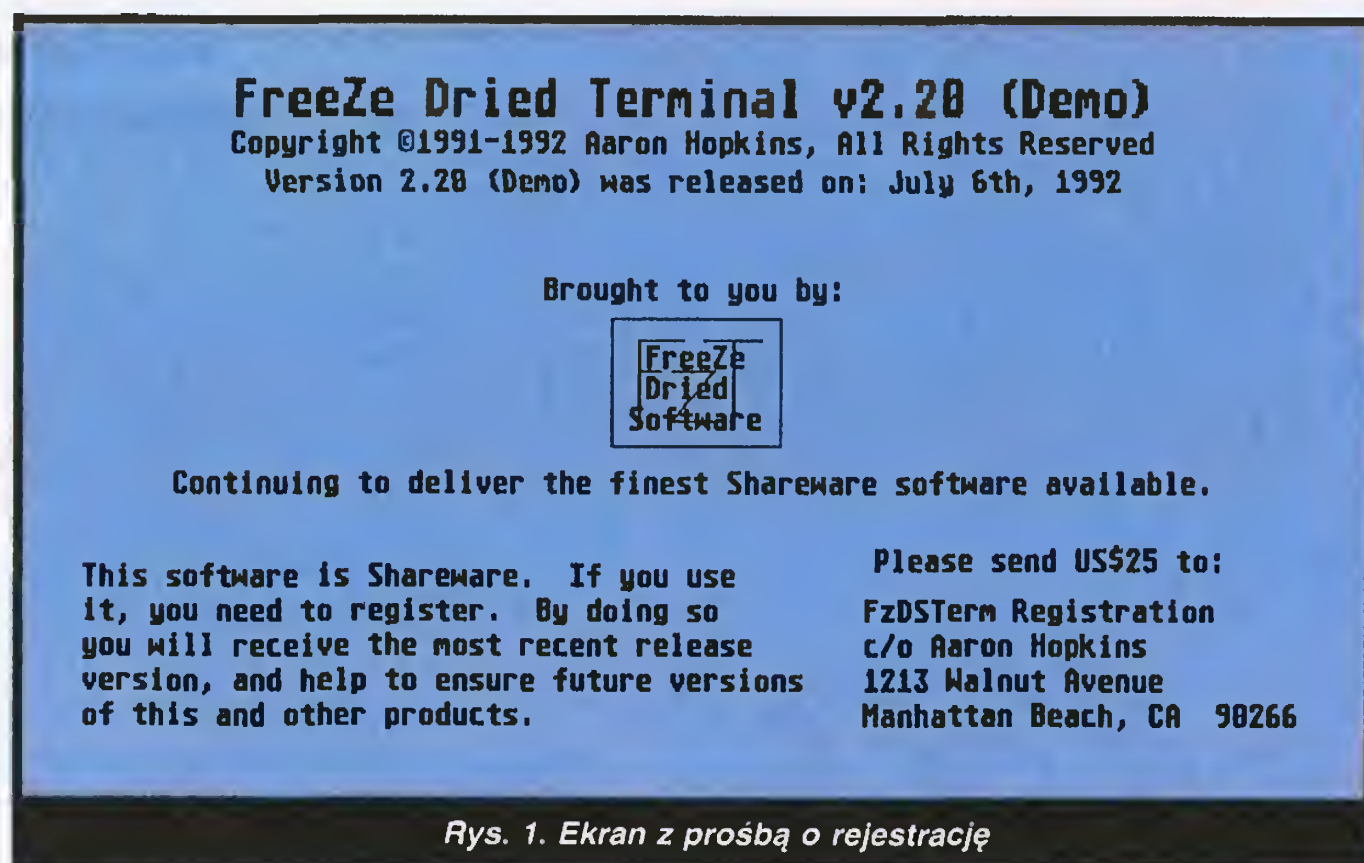 FreeZe Dried Terminal v2.20 (Demo)
Copyright ©1991-1992 Aaron Hopkins, All Rights Reserved
Version 2.20 (Demo) was released on: July 6th, 1992
Brought to you by:
FreeZe
Dried
Software
Continuing to deliver the finest Shareware software available.
This software is Shareware. If you use
it, you need to register. By doing so
you will receive the most recent release
version, and help to ensure future versions
of this and other products.
Please send US$25 to:
FzDSTerm Registration
c/o Aaron Hopkins
1213 Walnut Avenue
Manhattan Beach, CA 90266
Rys. 1. Ekran z prośbą o rejestrację